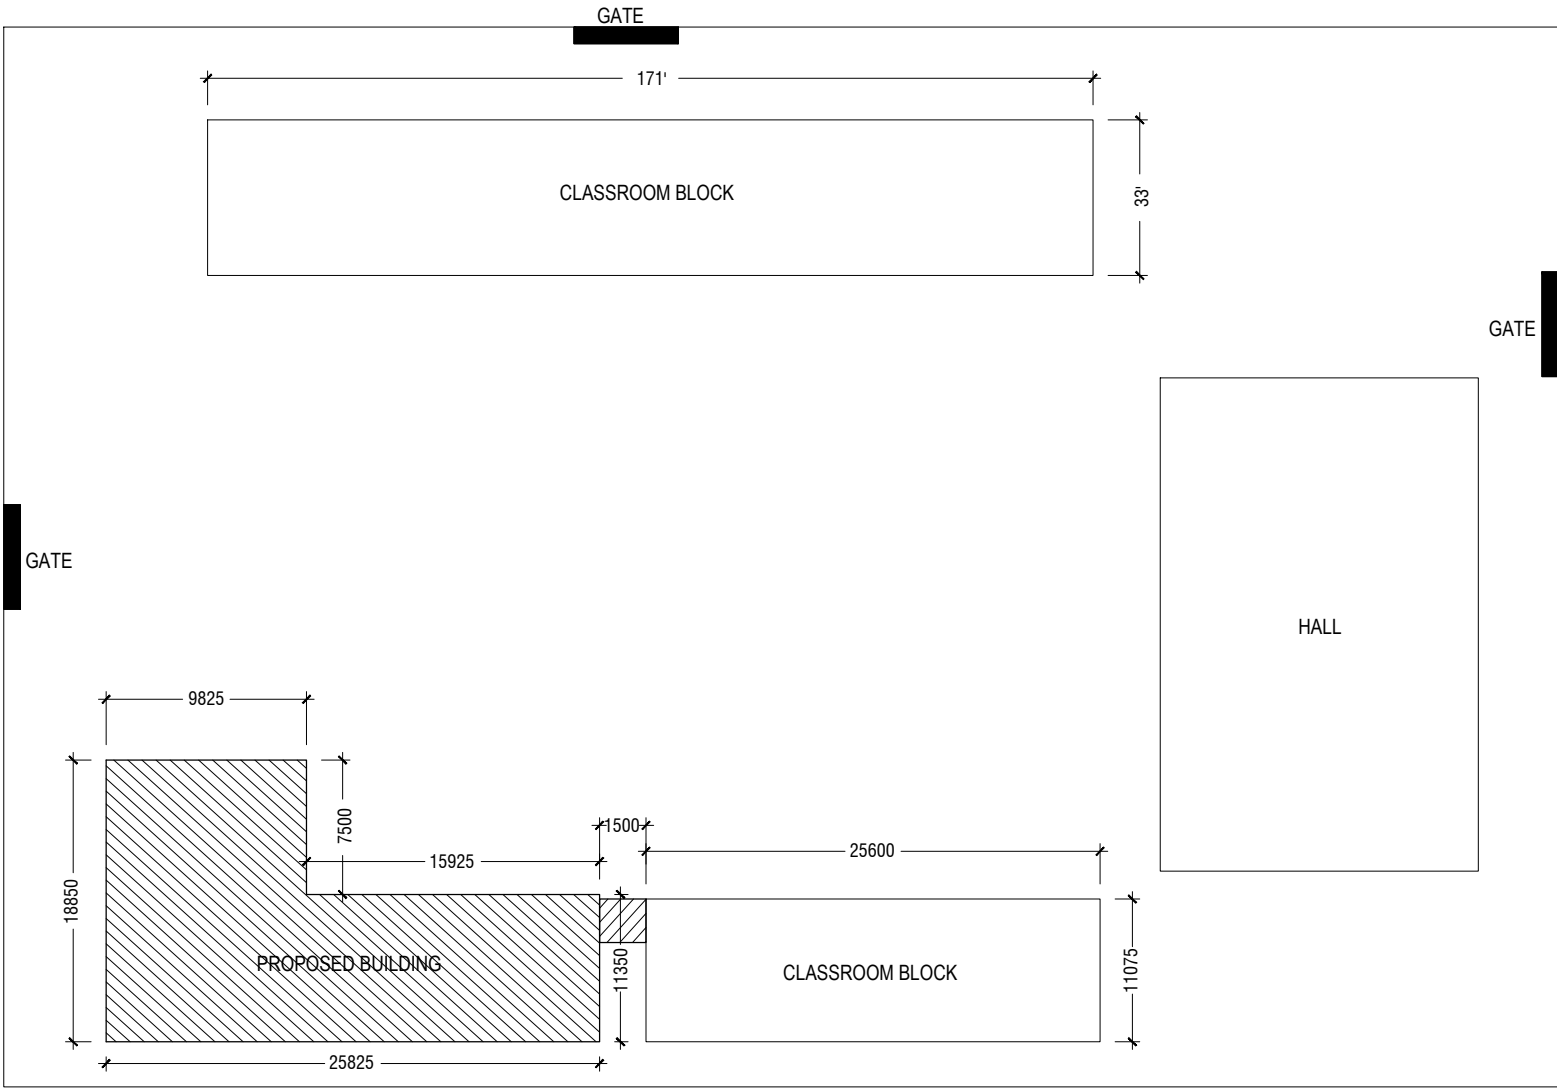 GATE
171'
CLASSROOM BLOCK
33'
GATE
GATE
HALL
9825
7500
1500
15925
25600
18850
PROPOSED BUILDING
11350
CLASSROOM BLOCK
11075
25825